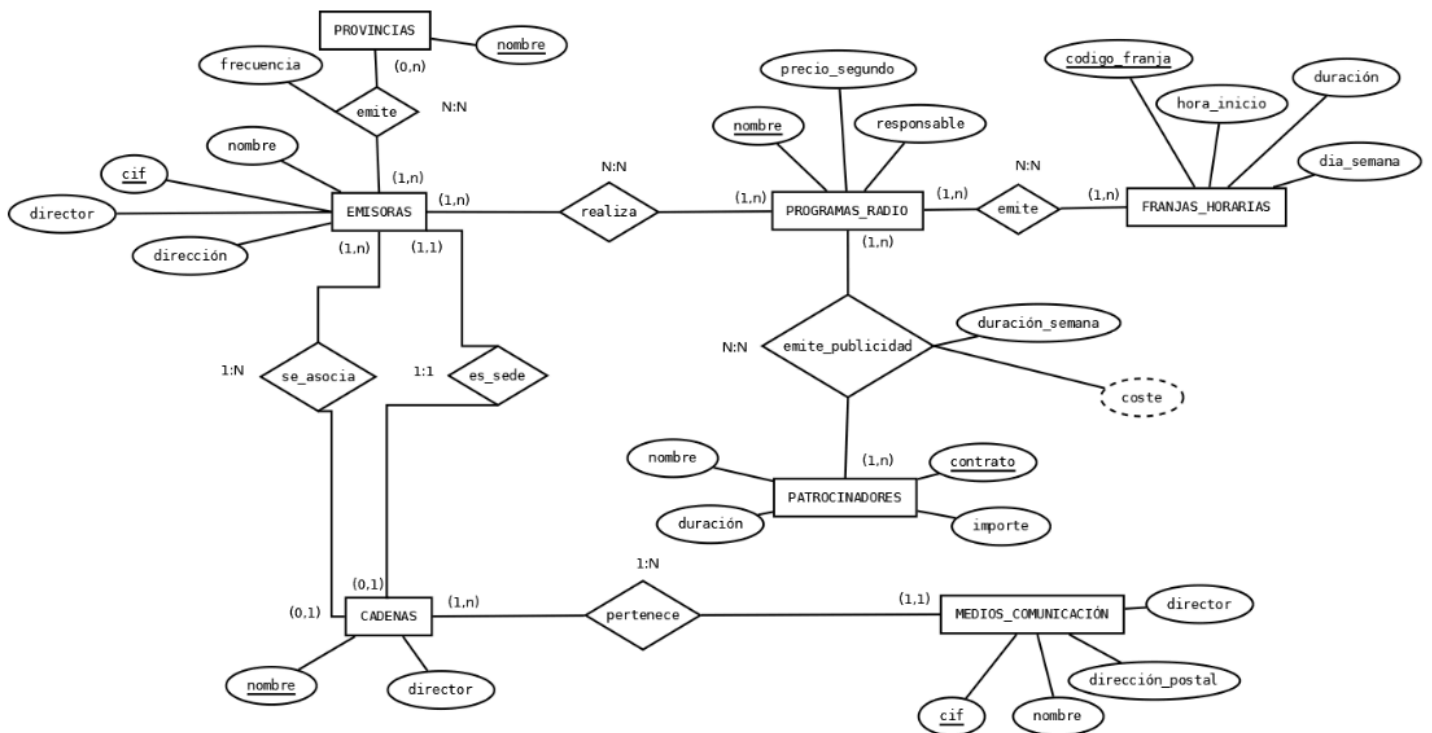 PROVINCIAS
nombre
frecuencia
(0,n)
emite
N:N
(1,n)
nombre
cif
director
dirección
EMISORAS
(1,n)
(1,n)
(1,1)
N:N
realiza
(1,n)
precio_segundo
nombre
responsable
PROGRAMAS_RADIO
(1,n)
(1,n)
N:N
emite
(1,n)
codigo_franja
hora_inicio
duración
dia_semana
FRANJAS_HORARIAS
1:N
se_asocia
1:1
es_sede
N:N
emite_publicidad
duración_semana
coste
(1,n)
nombre
contrato
PATROCINADORES
duración
importe
(0,1)
(0,1)
CADENAS
(1,n)
nombre
director
1:N
pertenece
(1,1)
MEDIOS_COMUNICACIÓN
director
dirección_postal
cif
nombre